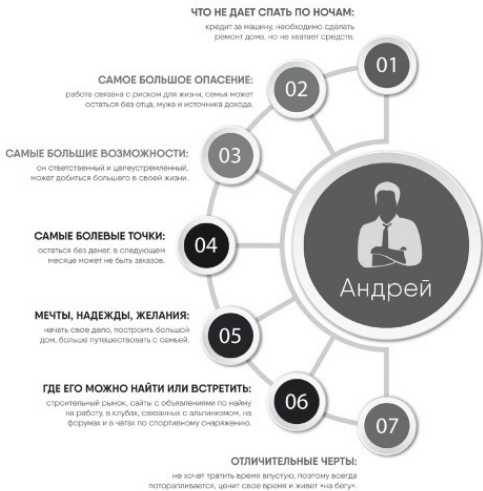 ЧТО НЕ ДАЕТ СПАТЬ ПО НОЧАМ:
кредит за машину, необходимо сделать
ремонт дома, но не хватает средств.
01
02
САМОЕ БОЛЬШОЕ ОПАСЕНИЕ:
работа связана с риском для жизни, семья может
остаться без отца, мужа и источника дохода.
03
САМЫЕ БОЛЬШИЕ ВОЗМОЖНОСТИ:
он ответственный и целеустремленный,
может добиться большего в своей жизни.
04
САМЫЕ БОЛЕВЫЕ ТОЧКИ:
остаться без денег, в следующем
месяце может не быть заказов.
Андрей
05
МЕЧТЫ, НАДЕЖДЫ, ЖЕЛАНИЯ:
начать свое дело, построить большой
дом, больше путешествовать с семьей.
06
ГДЕ ЕГО МОЖНО НАЙТИ ИЛИ ВСТРЕТИТЬ:
строительный рынок, сайты с объявлениями по найму
на работу, в клубах, связанных с альпинизмом, на
форумах и в чатах по спортивному снаряжению.
07
ОТЛИЧИТЕЛЬНЫЕ ЧЕРТЫ:
не хочет тратить время впустую, поэтому всегда
поторапливается, ценит свое время и живет «на бегу».